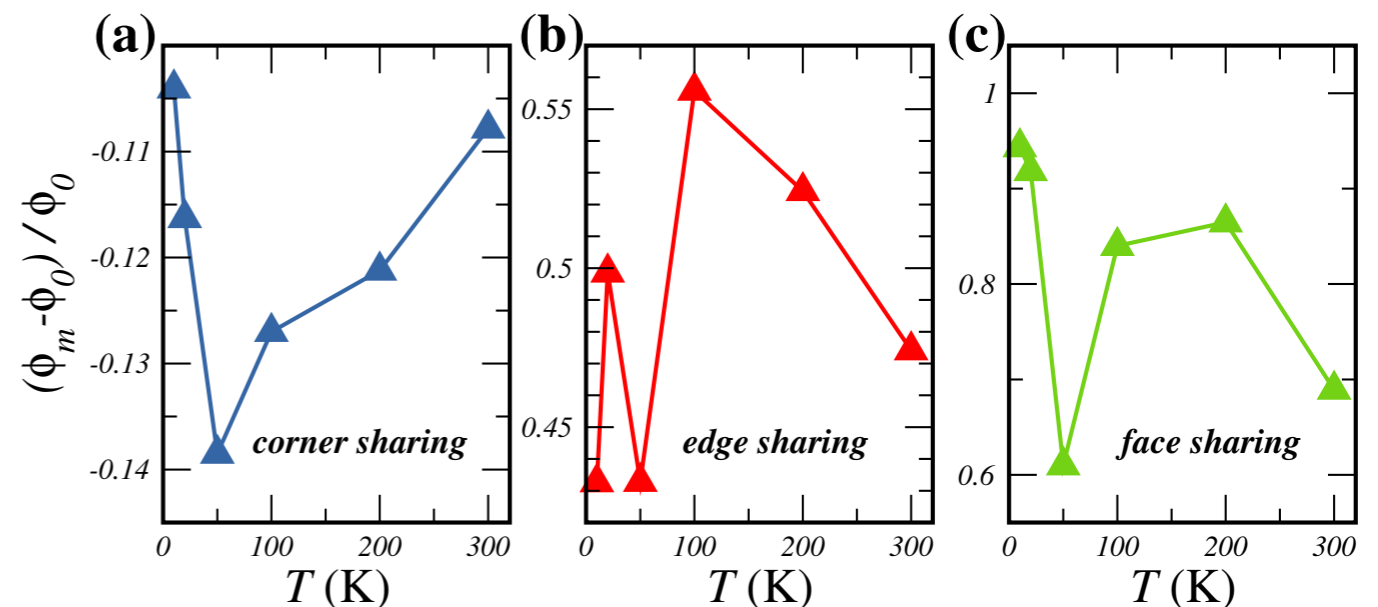 (a) (b) (c)
(ϕm-ϕ0) / ϕ0
-0.11
-0.12
-0.13
-0.14
corner sharing
0 100 200 300
T (K)
0.55
0.5
0.45
edge sharing
0 100 200 300
T (K)
1
0.8
0.6
face sharing
0 100 200 300
T (K)